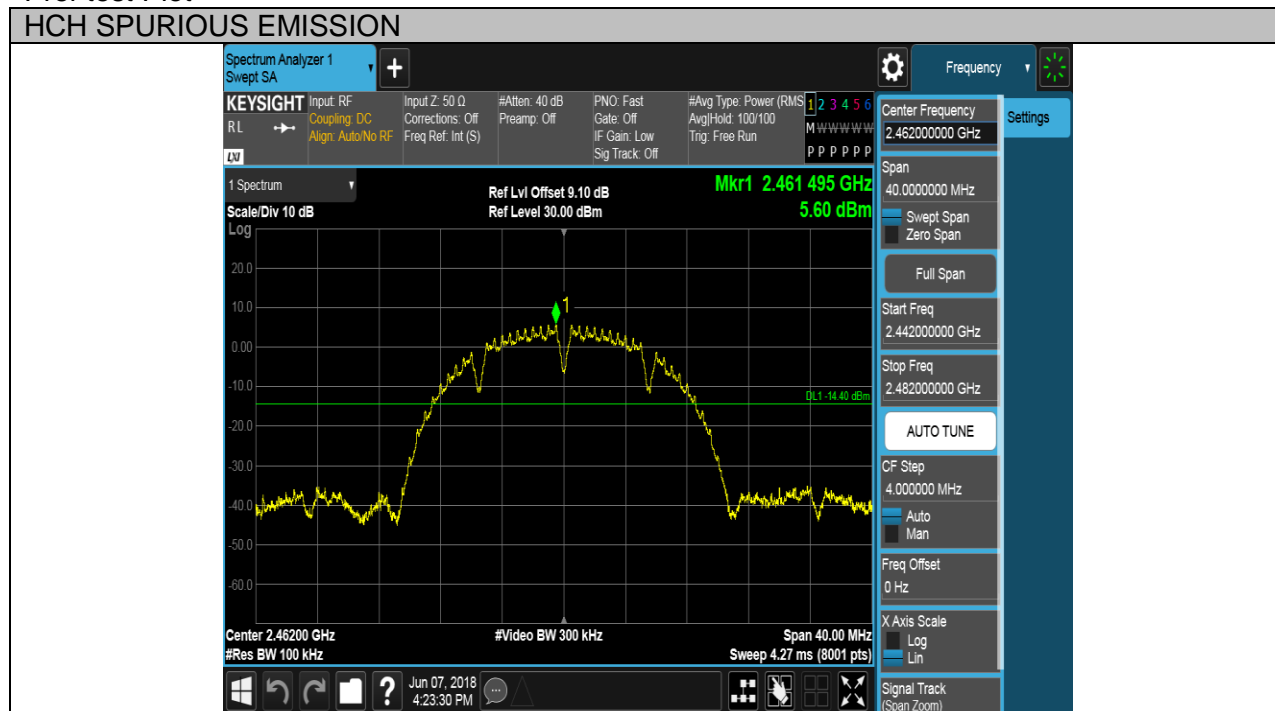 HCH SPURIOUS EMISSION
Spectrum Analyzer 1
Swept SA
Frequency
KEYSIGHT
RL
LXI
Input: RF
Coupling: DC
Align: Auto/No RF
Input Z: 50 Ω
Corrections: Off
Freq Ref: Int (S)
#Atten: 40 dB
Preamp: Off
PNO: Fast
Gate: Off
IF Gain: Low
Sig Track: Off
#Avg Type: Power (RMS
Avg|Hold: 100/100
Trig: Free Run
1 2 3 4 5 6
M W W W W W
P P P P P P
1 Spectrum
Scale/Div 10 dB
Log
Ref Lvl Offset 9.10 dB
Ref Level 30.00 dBm
Mkr1 2.461 495 GHz
5.60 dBm
20.0
10.0
0.00
-10.0
-20.0
-30.0
-40.0
-50.0
-60.0
1
DL1 -14.40 dBm
Center 2.46200 GHz
#Res BW 100 kHz
#Video BW 300 kHz
Span 40.00 MHz
Sweep 4.27 ms (8001 pts)
Center Frequency
2.462000000 GHz
Settings
Span
40.0000000 MHz
Swept Span
Zero Span
Full Span
Start Freq
2.442000000 GHz
Stop Freq
2.482000000 GHz
AUTO TUNE
CF Step
4.000000 MHz
Auto
Man
Freq Offset
0 Hz
X Axis Scale
Log
Lin
Signal Track
(Span Zoom)
?
Jun 07, 2018
4:23:30 PM